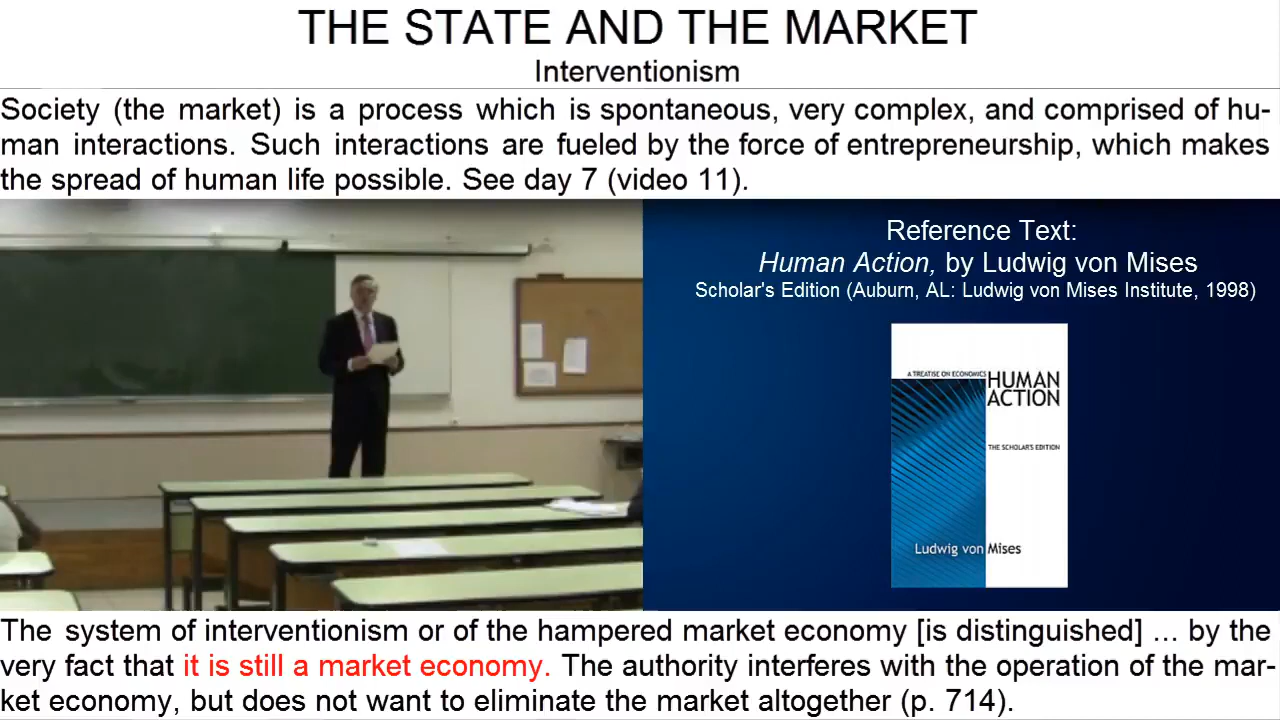 THE STATE AND THE MARKET
Interventionism
Society (the market) is a process which is spontaneous, very complex, and comprised of hu-
man interactions. Such interactions are fueled by the force of entrepreneurship, which makes
the spread of human life possible. See day 7 (video 11).
Reference Text:
Human Action, by Ludwig von Mises
Scholar's Edition (Auburn, AL: Ludwig von Mises Institute, 1998)
A TREATISE ON ECONOMICS
HUMAN
ACTION
THE SCHOLAR'S EDITION
Ludwig von Mises
The system of interventionism or of the hampered market economy [is distinguished] ... by the
very fact that it is still a market economy. The authority interferes with the operation of the mar-
ket economy, but does not want to eliminate the market altogether (p. 714).